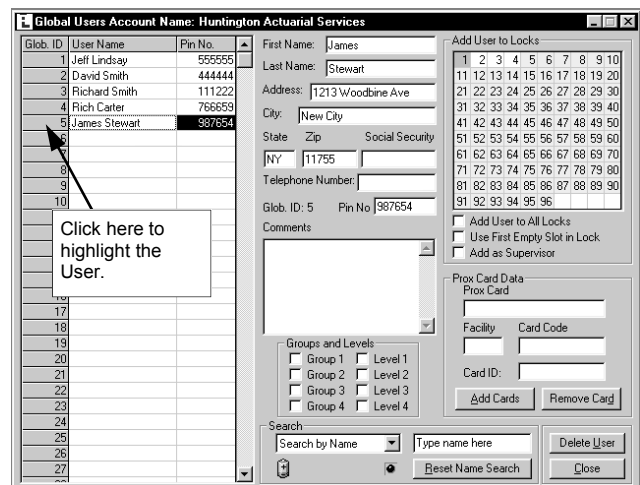 Global Users Account Name: Huntington Actuarial Services
Glob. ID User Name Pin No.
1 Jeff Lindsay 555555
2 David Smith 444444
3 Richard Smith 111222
4 Rich Carter 766659
5 James Stewart 987654
8
9
10
Click here to
highlight the
User.
17
18
19
20
21
22
23
24
25
26
27
First Name: James
Last Name: Stewart
Address: 1213 Woodbine Ave
City: New City
State Zip Social Security
NY 11755
Telephone Number:
Glob. ID: 5 Pin No 987654
Comments
Groups and Levels
Group 1 Level 1
Group 2 Level 2
Group 3 Level 3
Group 4 Level 4
Add User to Locks
1 2 3 4 5 6 7 8 9 10
11 12 13 14 15 16 17 18 19 20
21 22 23 24 25 26 27 28 29 30
31 32 33 34 35 36 37 38 39 40
41 42 43 44 45 46 47 48 49 50
51 52 53 54 55 56 57 58 59 60
61 62 63 64 65 66 67 68 69 70
71 72 73 74 75 76 77 78 79 80
81 82 83 84 85 86 87 88 89 90
91 92 93 94 95 96
Add User to All Locks
Use First Empty Slot in Lock
Add as Supervisor
Prox Card Data
Prox Card
Facility Card Code
Card ID:
Add Cards Remove Card
Search
Search by Name Type name here
Reset Name Search
Delete User
Close